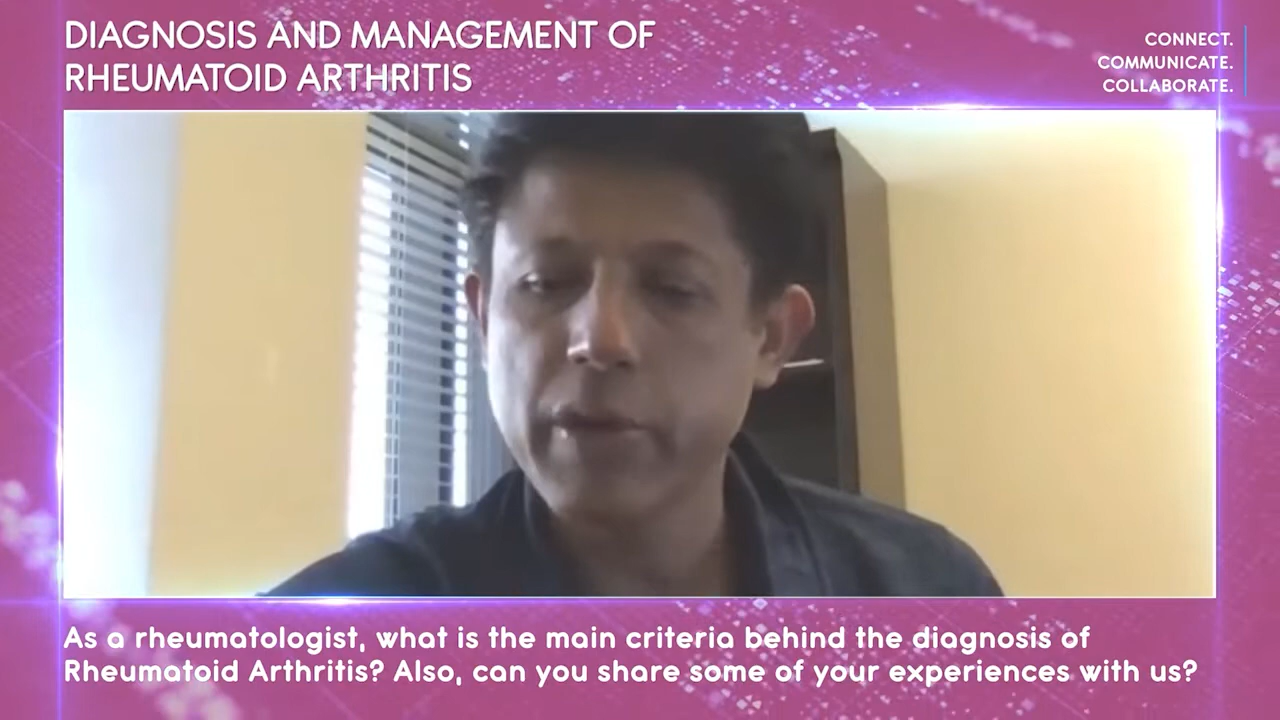 DIAGNOSIS AND MANAGEMENT OF
RHEUMATOID ARTHRITIS
CONNECT.
COMMUNICATE.
COLLABORATE.
As a rheumatologist, what is the main criteria behind the diagnosis of
Rheumatoid Arthritis? Also, can you share some of your experiences with us?